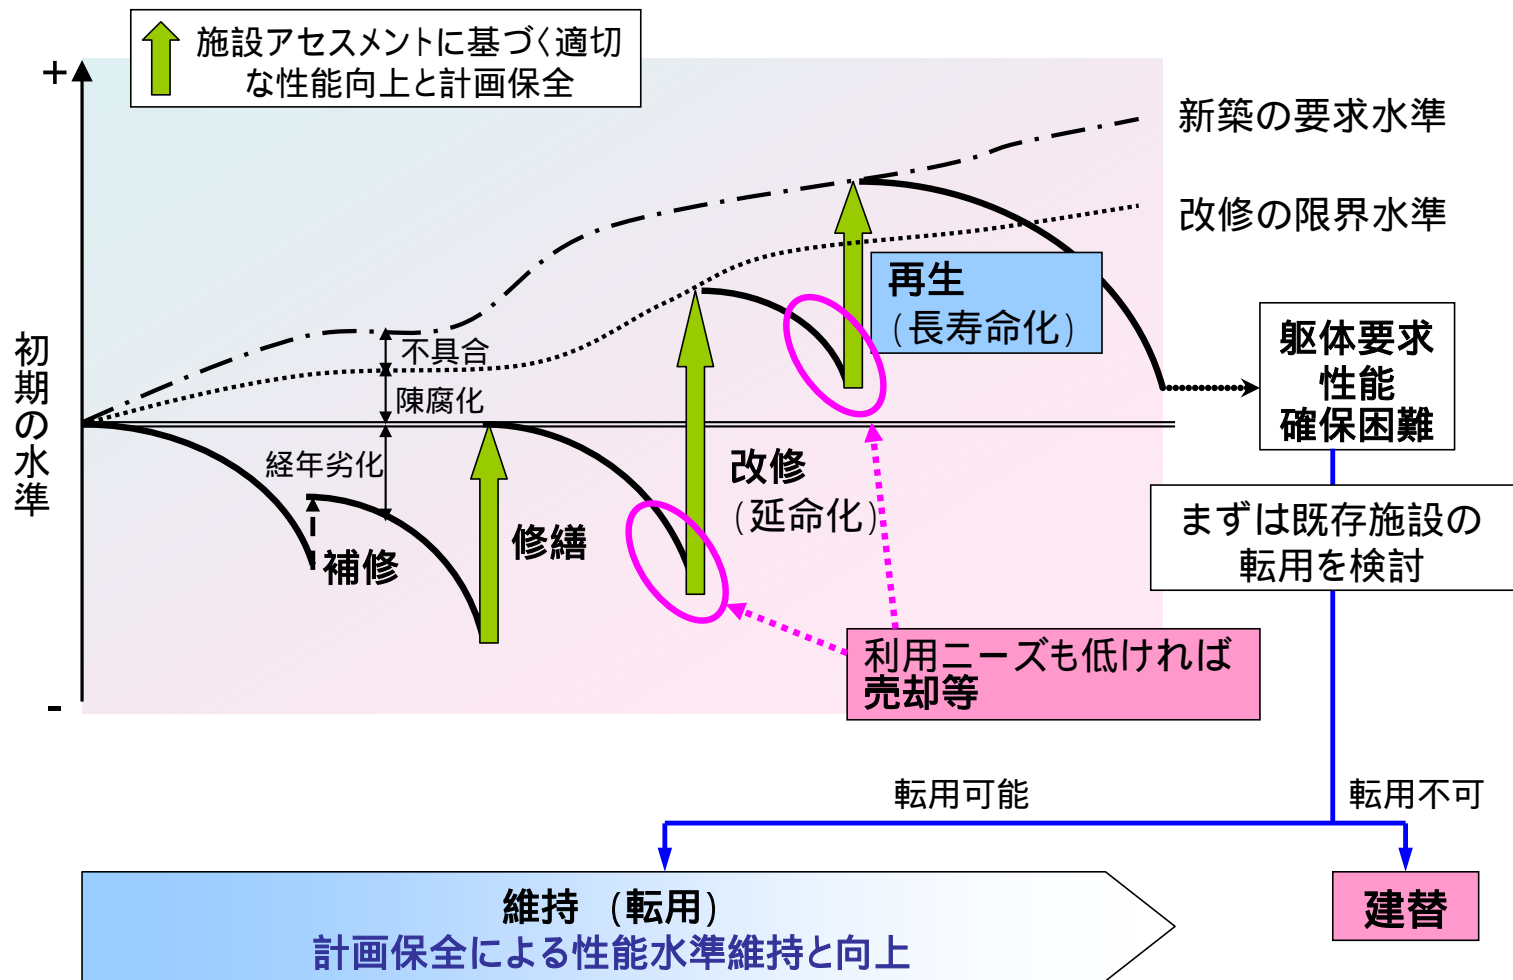 施設アセスメントに基づく適切
な性能向上と計画保全
+
新築の要求水準
改修の限界水準
再生
(長寿命化)
不具合
陳腐化
初期の水準
躯体要求
性能
確保困難
経年劣化
改修
(延命化)
修繕
補修
まずは既存施設の
転用を検討
利用ニーズも低ければ
売却等
-
転用可能
転用不可
維持 (転用)
計画保全による性能水準維持と向上
建替